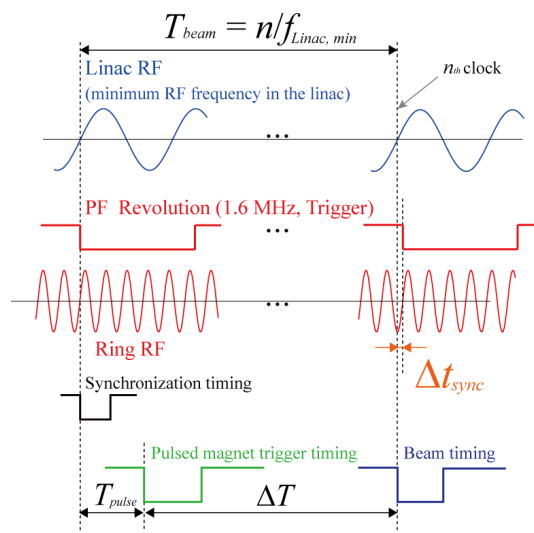 T_beam = n/f_Linac, min
Linac RF
(minimum RF frequency in the linac)
n_th clock
...
PF Revolution (1.6 MHz, Trigger)
...
...
Ring RF
Δt_sync
Synchronization timing
Pulsed magnet trigger timing
Beam timing
T_pulse
ΔT